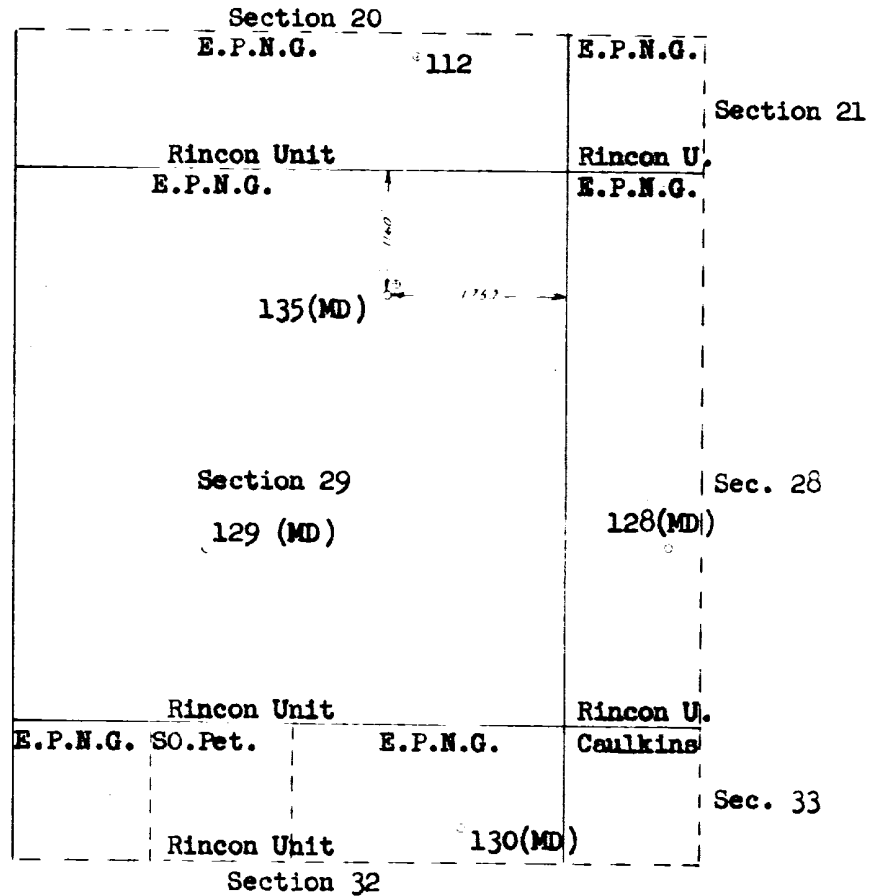 Section 20
E.P.N.G. E.P.N.G.
112
Section 21
Rincon Unit Rincon U.
E.P.N.G. E.P.N.G.
1160
135(MD)
Section 29 Sec. 28
129 (MD) 128(MD)
Rincon Unit Rincon U.
E.P.N.G. SO.Pet. E.P.N.G. Caulkins
Sec. 33
Rincon Unit 130(MD)
Section 32